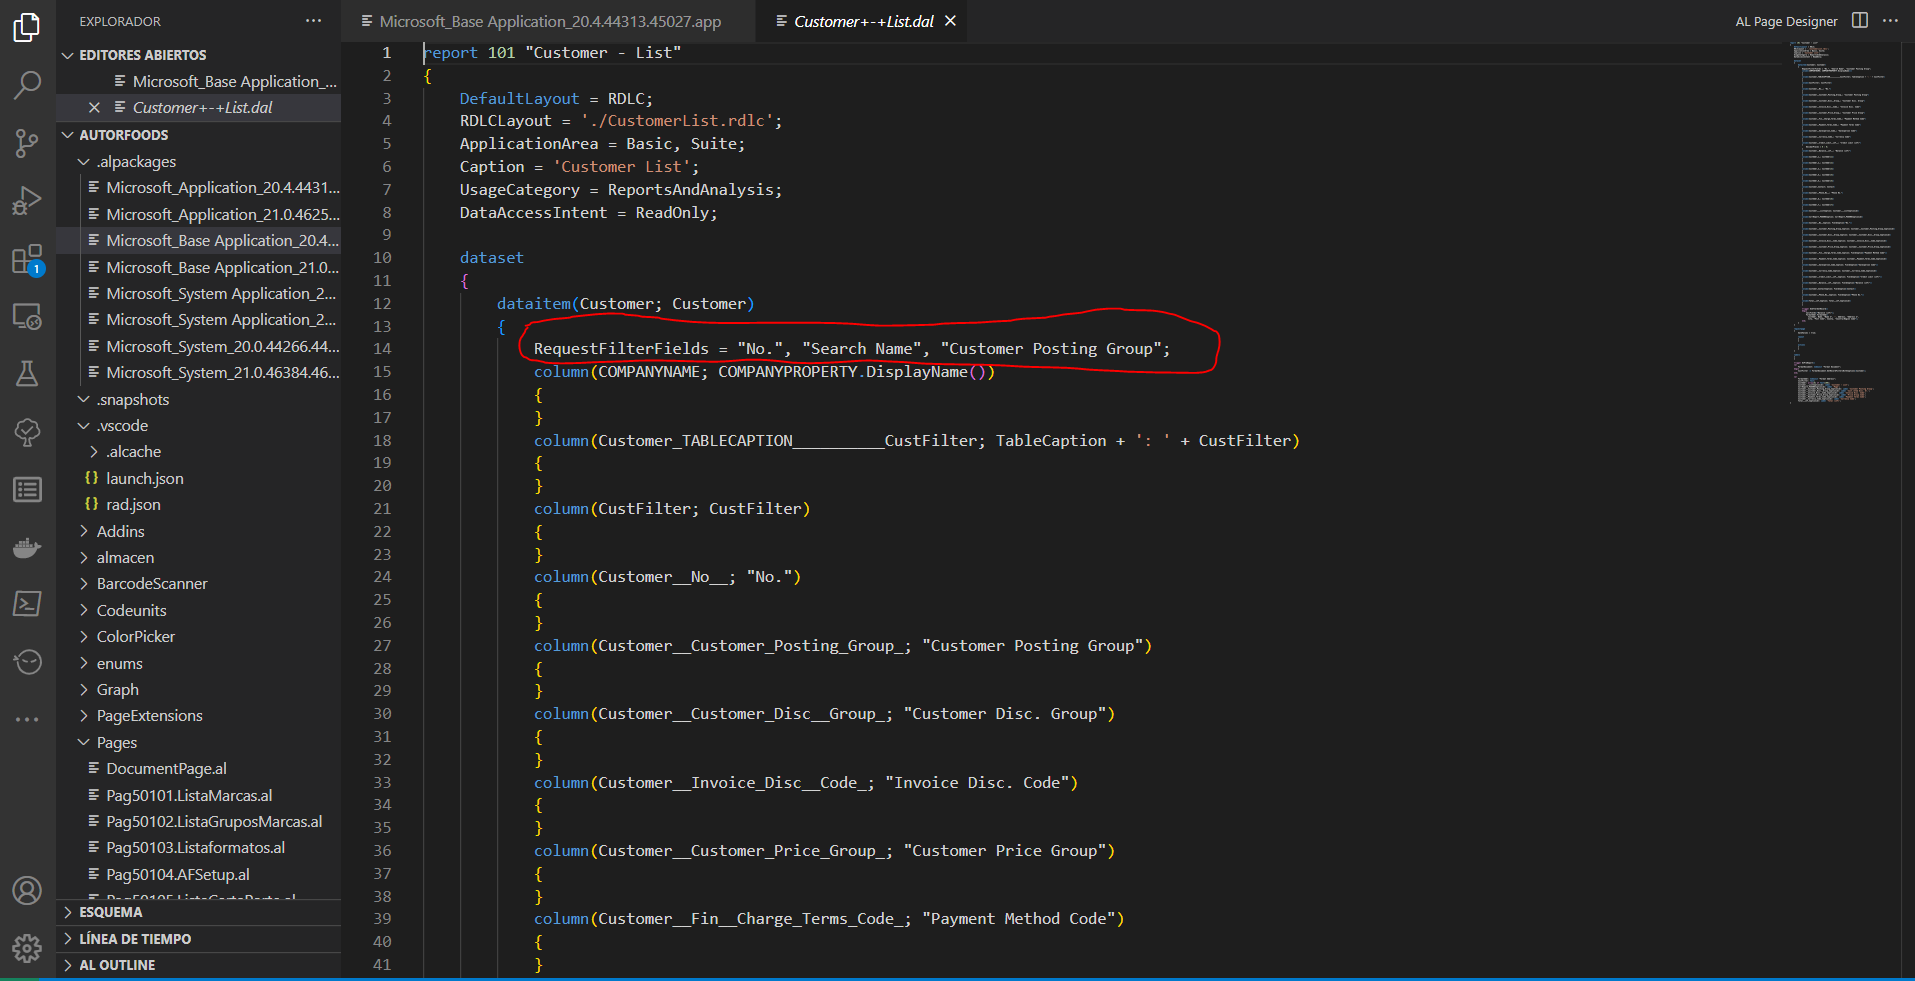 EXPLORADOR
EDITORES ABIERTOS
Microsoft_Base Application_...
Customer+-+List.dal
AUTORFOODS
.alpackages
Microsoft_Application_20.4.4431...
Microsoft_Application_21.0.4625...
Microsoft_Base Application_20.4...
Microsoft_Base Application_21.0...
Microsoft_System Application_2...
Microsoft_System Application_2...
Microsoft_System_20.0.44266.44...
Microsoft_System_21.0.46384.46...
.snapshots
.vscode
.alcache
{} launch.json
{} rad.json
Addins
almacen
BarcodeScanner
Codeunits
ColorPicker
enums
Graph
PageExtensions
Pages
DocumentPage.al
Pag50101.ListaMarcas.al
Pag50102.ListaGruposMarcas.al
Pag50103.Listaformatos.al
Pag50104.AFSetup.al
ESQUEMA
LÍNEA DE TIEMPO
AL OUTLINE
1
Microsoft_Base Application_20.4.44313.45027.app
Customer+-+List.dal
AL Page Designer
1 report 101 "Customer - List"
2 {
3 DefaultLayout = RDLC;
4 RDLCLayout = './CustomerList.rdlc';
5 ApplicationArea = Basic, Suite;
6 Caption = 'Customer List';
7 UsageCategory = ReportsAndAnalysis;
8 DataAccessIntent = ReadOnly;
9
10 dataset
11 {
12 dataitem(Customer; Customer)
13 {
14 RequestFilterFields = "No.", "Search Name", "Customer Posting Group";
15 column(COMPANYNAME; COMPANYPROPERTY.DisplayName())
16 {
17 }
18 column(Customer_TABLECAPTION__________CustFilter; TableCaption + ': ' + CustFilter)
19 {
20 }
21 column(CustFilter; CustFilter)
22 {
23 }
24 column(Customer__No__; "No.")
25 {
26 }
27 column(Customer__Customer_Posting_Group_; "Customer Posting Group")
28 {
29 }
30 column(Customer__Customer_Disc__Group_; "Customer Disc. Group")
31 {
32 }
33 column(Customer__Invoice_Disc__Code_; "Invoice Disc. Code")
34 {
35 }
36 column(Customer__Customer_Price_Group_; "Customer Price Group")
37 {
38 }
39 column(Customer__Fin__Charge_Terms_Code_; "Payment Method Code")
40 {
41 }